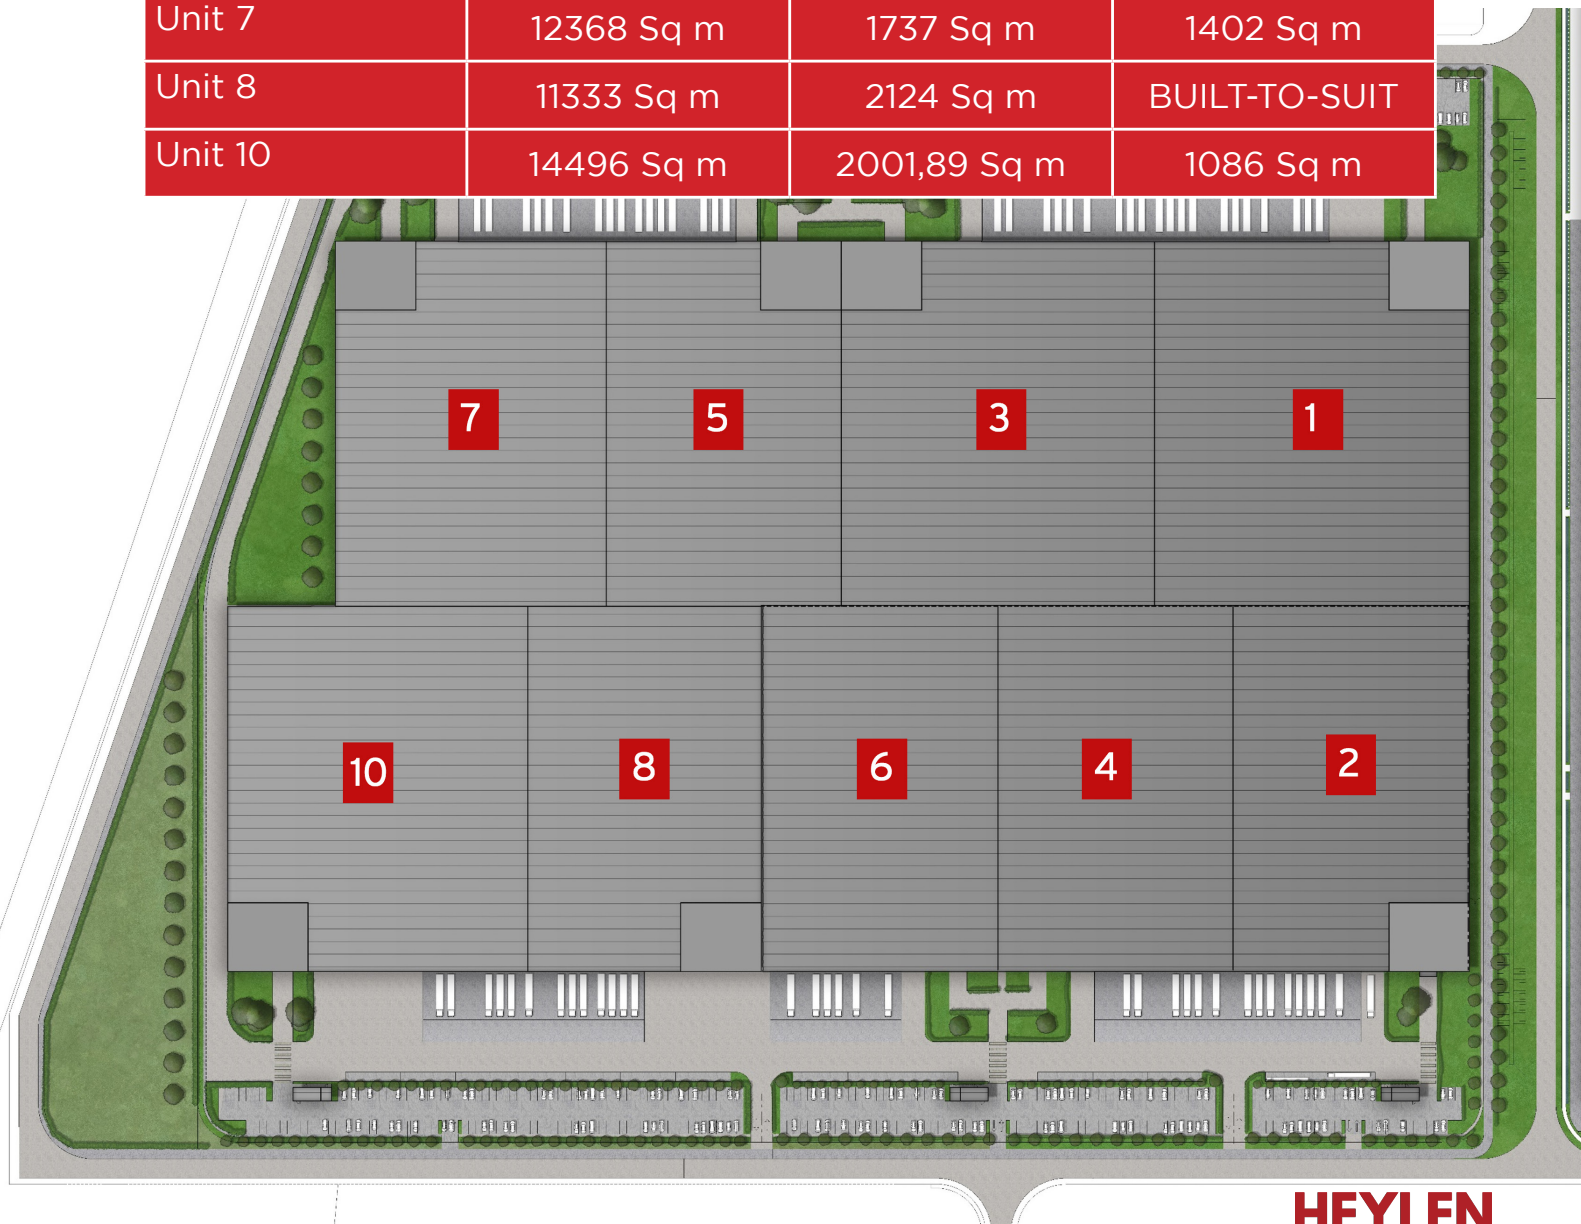 Unit 7 12368 Sq m 1737 Sq m 1402 Sq m
Unit 8 11333 Sq m 2124 Sq m BUILT-TO-SUIT
Unit 10 14496 Sq m 2001,89 Sq m 1086 Sq m
7 5 3 1
10 8 6 4 2
HEYLEN